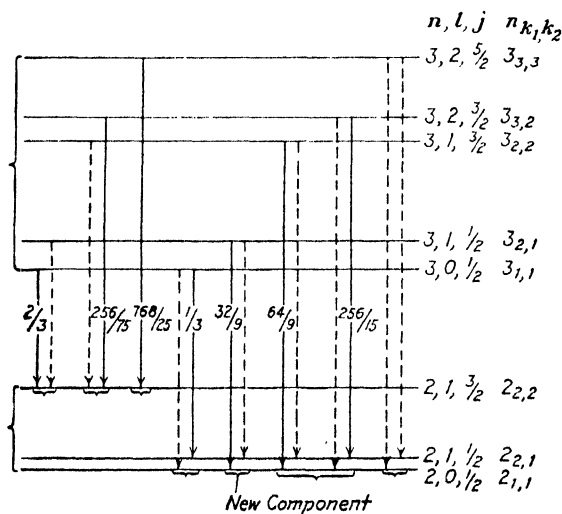 n, l, j n_{k₁,k₂}
3, 2, 5/2 3_{3,3}
3, 2, 3/2 3_{3,2}
3, 1, 3/2 3_{2,2}
3, 1, 1/2 3_{2,1}
3, 0, 1/2 3_{1,1}
2/3 256/75 768/25 1/3 32/9 64/9 256/15
2, 1, 3/2 2_{2,2}
2, 1, 1/2 2_{2,1}
2, 0, 1/2 2_{1,1}
New Component